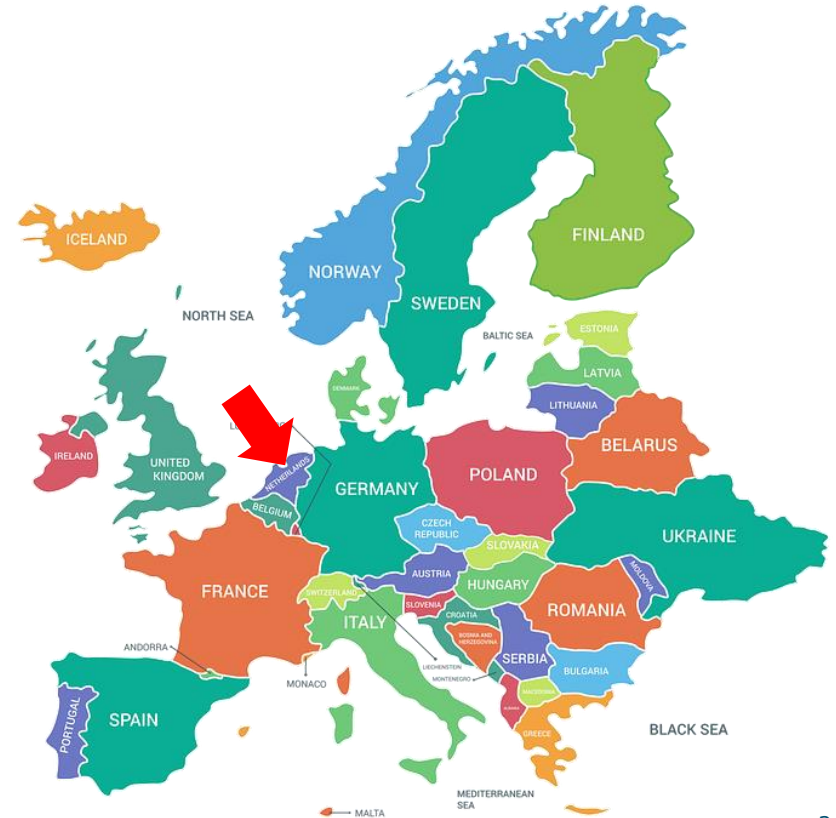 ICELAND
NORWAY
SWEDEN
FINLAND
NORTH SEA
BALTIC SEA
ESTONIA
LATVIA
LITHUANIA
DENMARK
BELARUS
IRELAND
UNITED
KINGDOM
NETHERLANDS
BELGIUM
GERMANY
POLAND
CZECH
REPUBLIC
SLOVAKIA
UKRAINE
MOLDOVA
FRANCE
SWITZERLAND
AUSTRIA
HUNGARY
SLOVENIA
CROATIA
ROMANIA
ITALY
BOSNIA AND
HERZEGOVINA
SERBIA
BULGARIA
ANDORRA
MONACO
LIECHENSTEIN
MONTENEGRO
MACEDONIA
ALBANIA
GREECE
PORTUGAL
SPAIN
BLACK SEA
MEDITERRANEAN
SEA
MALTA